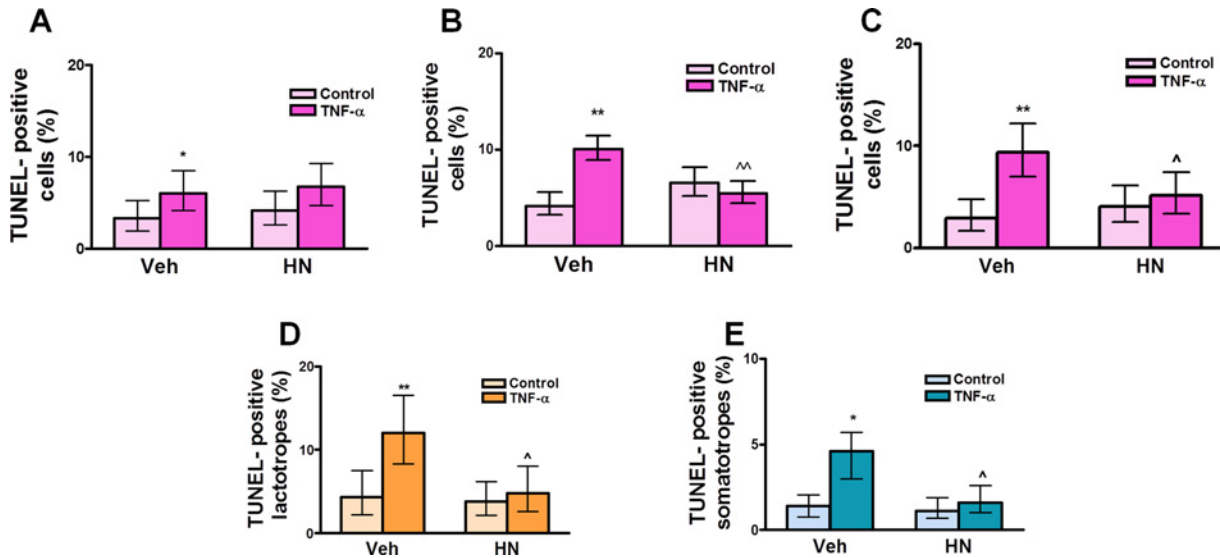 A
TUNEL- positive
cells (%)
20
10
0
Control
TNF-α
*
Veh
HN
B
TUNEL- positive
cells (%)
20
10
0
Control
TNF-α
**
^^
Veh
HN
C
TUNEL- positive
cells (%)
20
10
0
Control
TNF-α
**
^
Veh
HN
D
TUNEL- positive
lactotropes (%)
20
10
0
Control
TNF-α
**
^
Veh
HN
E
TUNEL- positive
somatotropes (%)
10
5
0
Control
TNF-α
*
^
Veh
HN